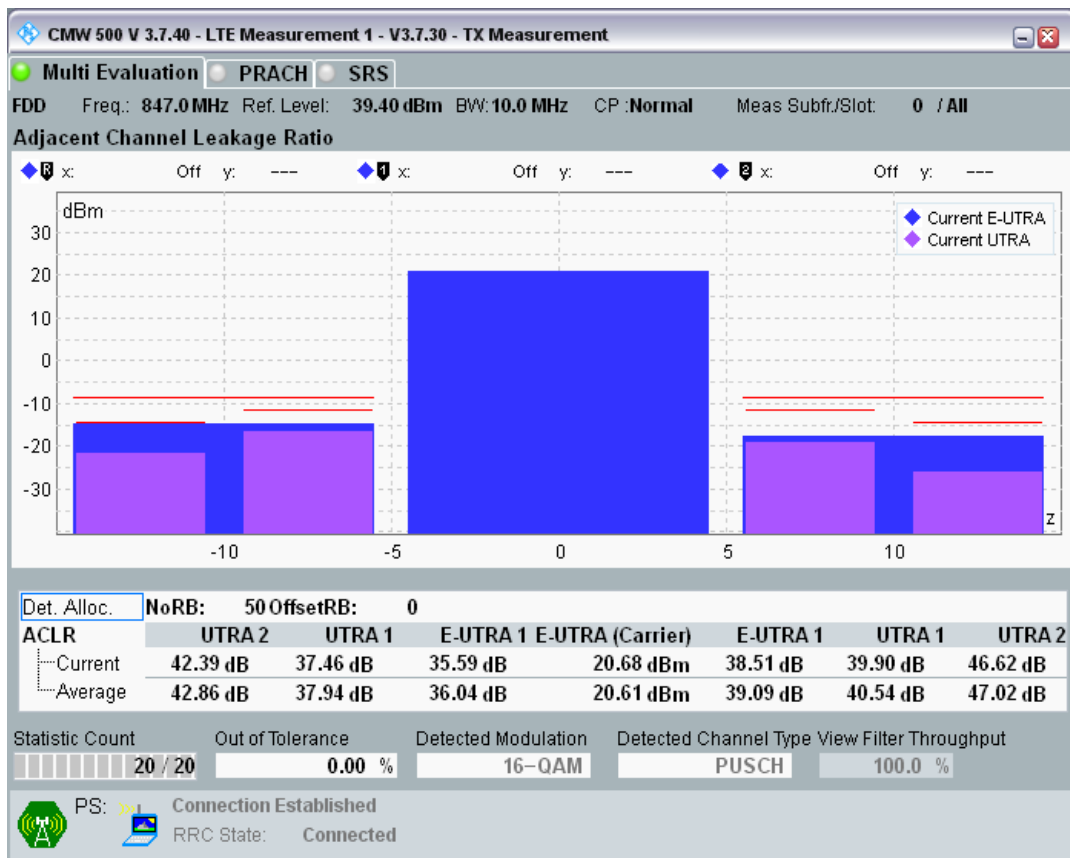 CMW 500 V 3.7.40 - LTE Measurement 1 - V3.7.30 - TX Measurement
Multi Evaluation PRACH SRS
FDD Freq.: 847.0 MHz Ref. Level: 39.40 dBm BW: 10.0 MHz CP :Normal Meas Subfr./Slot: 0 / All
Adjacent Channel Leakage Ratio
R x: Off y: --- 1 x: Off y: --- 2 x: Off y: ---
dBm
Current E-UTRA
Current UTRA
30
20
10
0
-10
-20
-30
z
-10 -5 0 5 10
Det. Alloc. NoRB: 50 OffsetRB: 0
ACLR UTRA 2 UTRA 1 E-UTRA 1 E-UTRA (Carrier) E-UTRA 1 UTRA 1 UTRA 2
Current 42.39 dB 37.46 dB 35.59 dB 20.68 dBm 38.51 dB 39.90 dB 46.62 dB
Average 42.86 dB 37.94 dB 36.04 dB 20.61 dBm 39.09 dB 40.54 dB 47.02 dB
Statistic Count Out of Tolerance Detected Modulation Detected Channel Type View Filter Throughput
20 / 20 0.00 % 16-QAM PUSCH 100.0 %
PS: Connection Established
RRC State: Connected